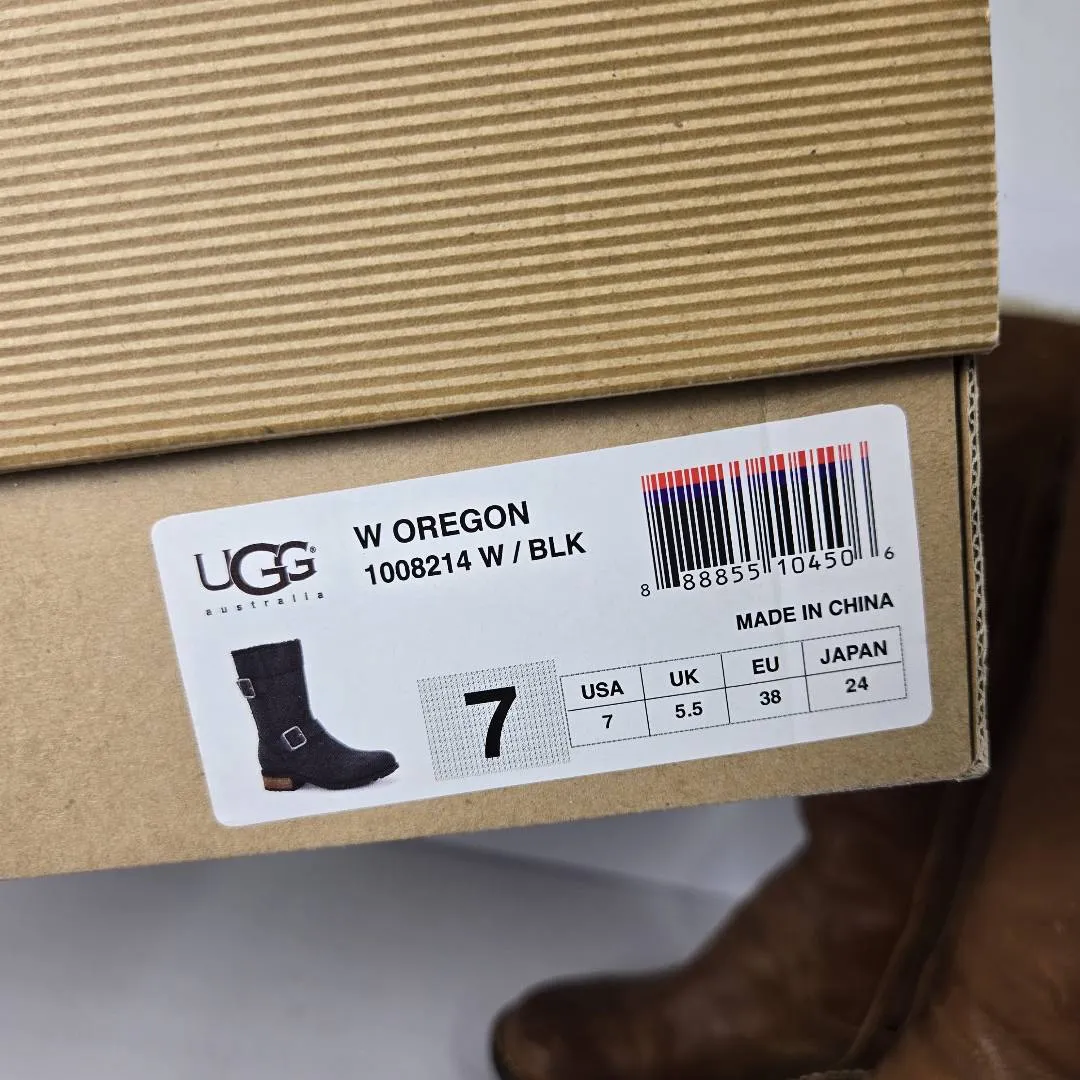 UGG®
australia
W OREGON
1008214 W / BLK
8 88855 10450 6
MADE IN CHINA
7
USA UK EU JAPAN
7 5.5 38 24